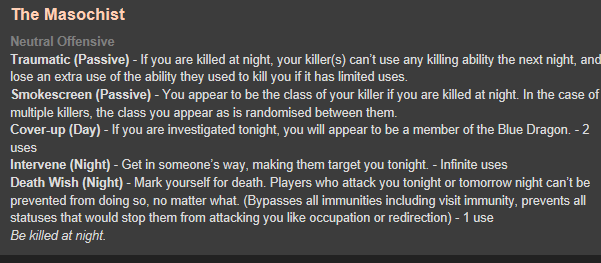 The Masochist
Neutral Offensive
Traumatic (Passive) - If you are killed at night, your killer(s) can't use any killing ability the next night, and
lose an extra use of the ability they used to kill you if it has limited uses.
Smokescreen (Passive) - You appear to be the class of your killer if you are killed at night. In the case of
multiple killers, the class you appear as is randomised between them.
Cover-up (Day) - If you are investigated tonight, you will appear to be a member of the Blue Dragon. - 2
uses
Intervene (Night) - Get in someone's way, making them target you tonight. - Infinite uses
Death Wish (Night) - Mark yourself for death. Players who attack you tonight or tomorrow night can't be
prevented from doing so, no matter what. (Bypasses all immunities including visit immunity, prevents all
statuses that would stop them from attacking you like occupation or redirection) - 1 use
Be killed at night.